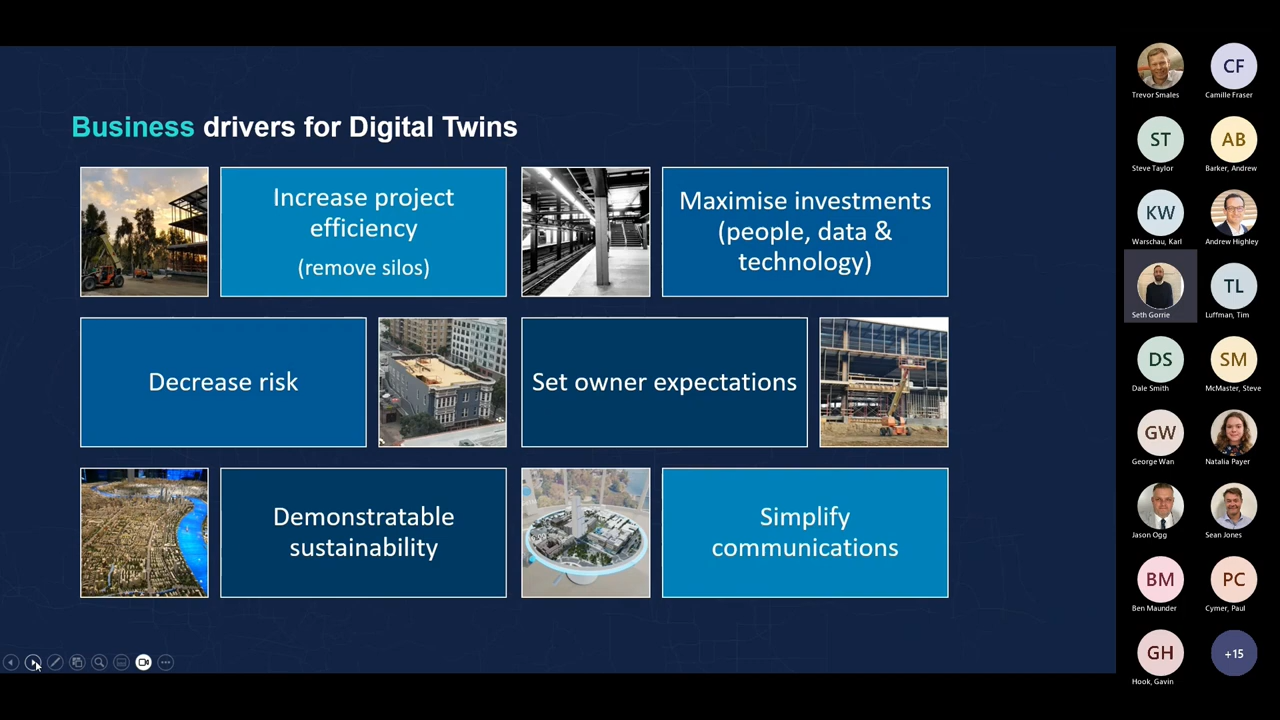 Business drivers for Digital Twins
Increase project
efficiency
(remove silos)
Maximise investments
(people, data &
technology)
Decrease risk
Set owner expectations
Demonstratable
sustainability
Simplify
communications
Trevor Smales
CF
Camille Fraser
ST
Steve Taylor
AB
Barker, Andrew
KW
Warschau, Karl
Andrew Highley
Seth Gorrie
TL
Luffman, Tim
DS
Dale Smith
SM
McMaster, Steve
GW
George Wan
Natalia Payer
Jason Ogg
Sean Jones
BM
Ben Maunder
PC
Cymer, Paul
GH
Hook, Gavin
+15